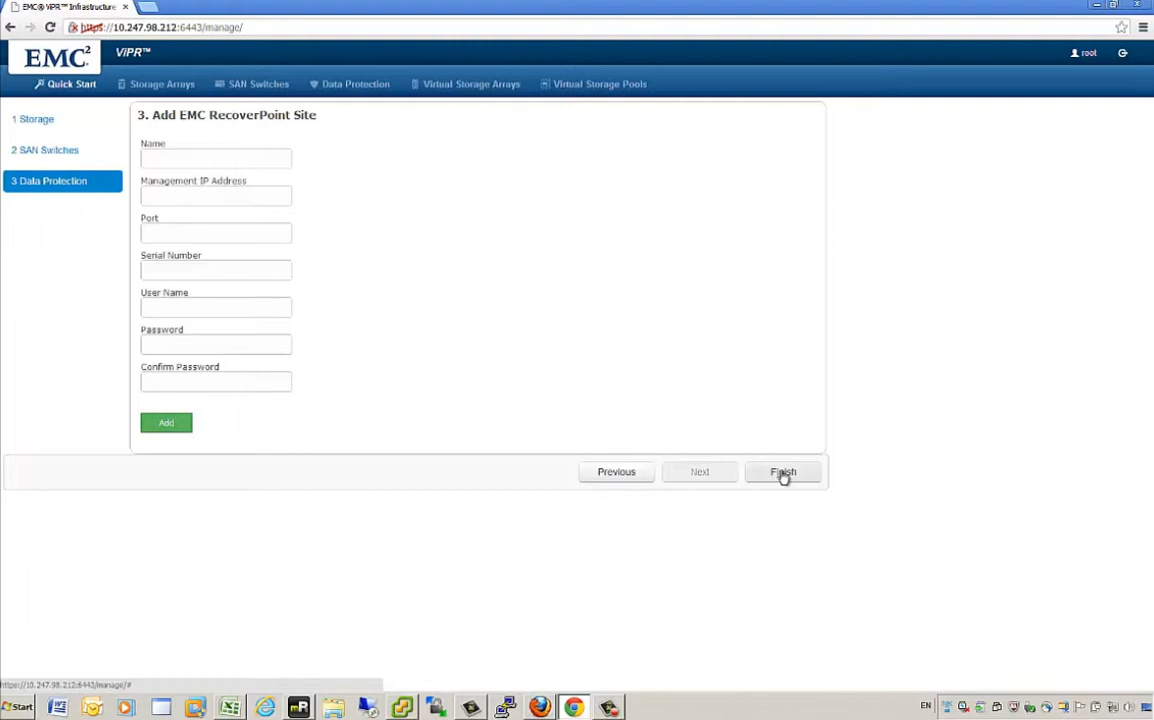 EMC® ViPR™ Infrastructure
https://10.247.98.212:6443/manage/
EMC²
ViPR™
root
Quick Start
Storage Arrays
SAN Switches
Data Protection
Virtual Storage Arrays
Virtual Storage Pools
1 Storage
2 SAN Switches
3 Data Protection
3. Add EMC RecoverPoint Site
Name
Management IP Address
Port
Serial Number
User Name
Password
Confirm Password
Add
Previous
Next
Finish
https://10.247.98.212:6443/manage/#
Start
mR
EN